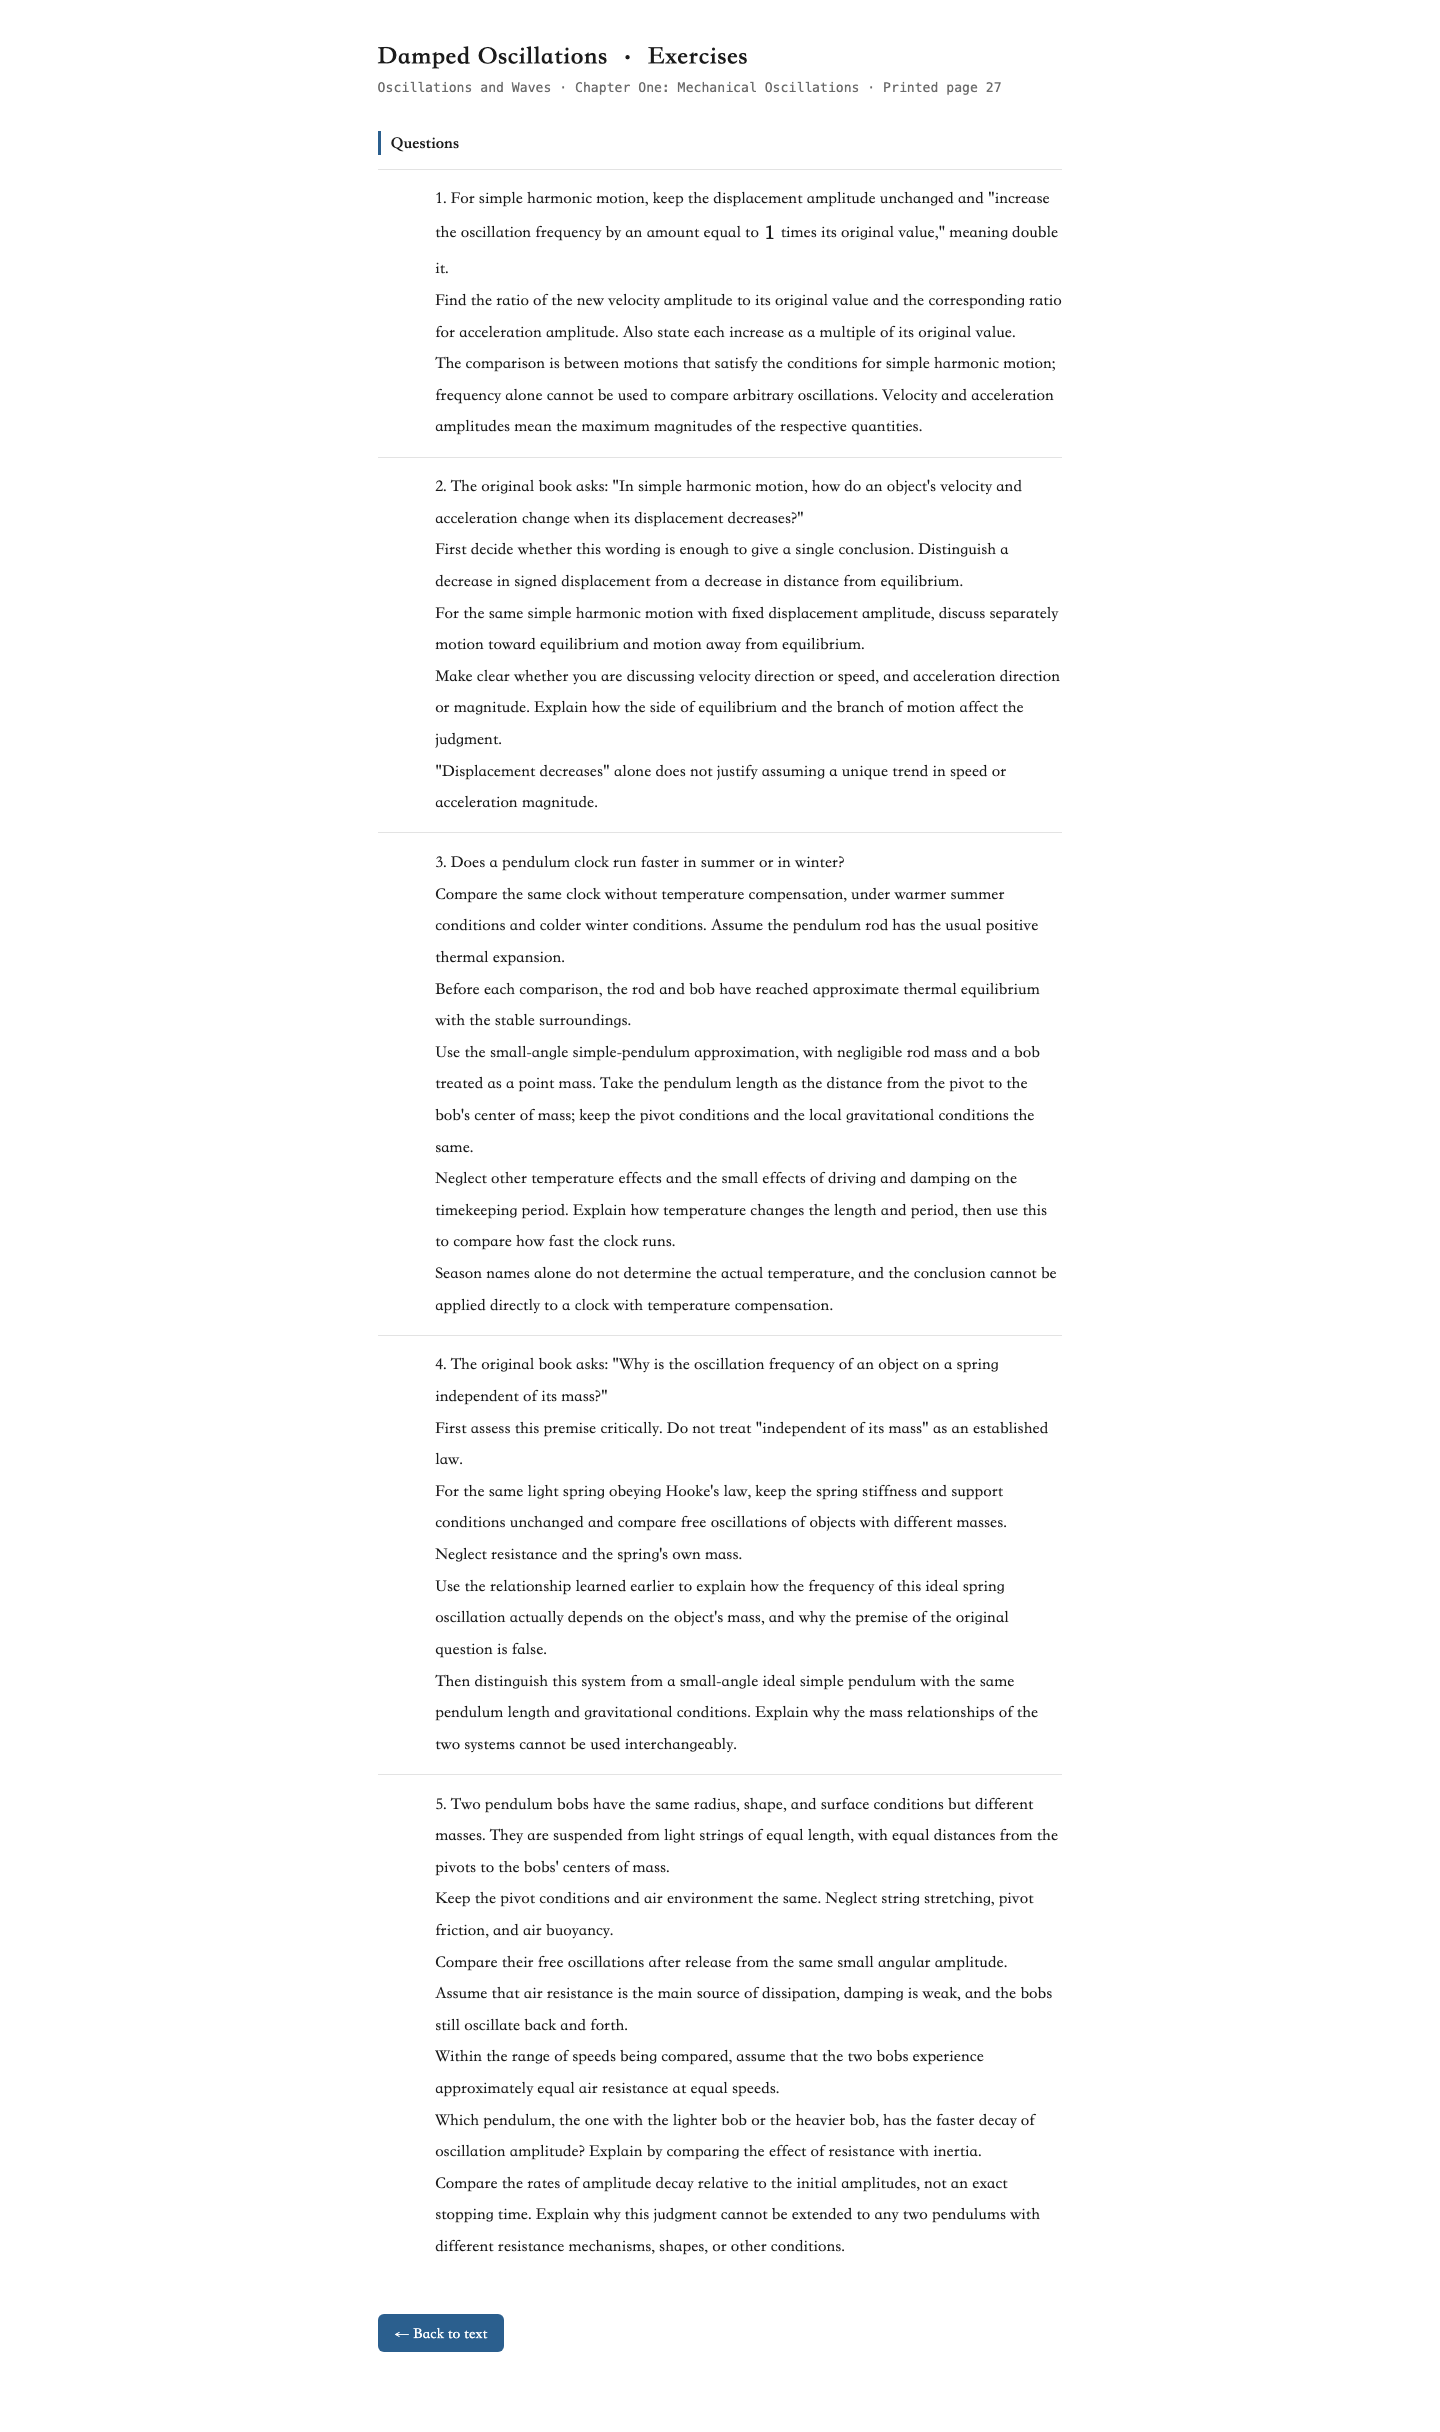 Damped Oscillations · Exercises
Oscillations and Waves · Chapter One: Mechanical Oscillations · Printed page 27
Questions
1. For simple harmonic motion, keep the displacement amplitude unchanged and "increase
the oscillation frequency by an amount equal to 1 times its original value," meaning double
it.
Find the ratio of the new velocity amplitude to its original value and the corresponding ratio
for acceleration amplitude. Also state each increase as a multiple of its original value.
The comparison is between motions that satisfy the conditions for simple harmonic motion;
frequency alone cannot be used to compare arbitrary oscillations. Velocity and acceleration
amplitudes mean the maximum magnitudes of the respective quantities.
2. The original book asks: "In simple harmonic motion, how do an object's velocity and
acceleration change when its displacement decreases?"
First decide whether this wording is enough to give a single conclusion. Distinguish a
decrease in signed displacement from a decrease in distance from equilibrium.
For the same simple harmonic motion with fixed displacement amplitude, discuss separately
motion toward equilibrium and motion away from equilibrium.
Make clear whether you are discussing velocity direction or speed, and acceleration direction
or magnitude. Explain how the side of equilibrium and the branch of motion affect the
judgment.
"Displacement decreases" alone does not justify assuming a unique trend in speed or
acceleration magnitude.
3. Does a pendulum clock run faster in summer or in winter?
Compare the same clock without temperature compensation, under warmer summer
conditions and colder winter conditions. Assume the pendulum rod has the usual positive
thermal expansion.
Before each comparison, the rod and bob have reached approximate thermal equilibrium
with the stable surroundings.
Use the small-angle simple-pendulum approximation, with negligible rod mass and a bob
treated as a point mass. Take the pendulum length as the distance from the pivot to the
bob's center of mass; keep the pivot conditions and the local gravitational conditions the
same.
Neglect other temperature effects and the small effects of driving and damping on the
timekeeping period. Explain how temperature changes the length and period, then use this
to compare how fast the clock runs.
Season names alone do not determine the actual temperature, and the conclusion cannot be
applied directly to a clock with temperature compensation.
4. The original book asks: "Why is the oscillation frequency of an object on a spring
independent of its mass?"
First assess this premise critically. Do not treat "independent of its mass" as an established
law.
For the same light spring obeying Hooke's law, keep the spring stiffness and support
conditions unchanged and compare free oscillations of objects with different masses.
Neglect resistance and the spring's own mass.
Use the relationship learned earlier to explain how the frequency of this ideal spring
oscillation actually depends on the object's mass, and why the premise of the original
question is false.
Then distinguish this system from a small-angle ideal simple pendulum with the same
pendulum length and gravitational conditions. Explain why the mass relationships of the
two systems cannot be used interchangeably.
5. Two pendulum bobs have the same radius, shape, and surface conditions but different
masses. They are suspended from light strings of equal length, with equal distances from the
pivots to the bobs' centers of mass.
Keep the pivot conditions and air environment the same. Neglect string stretching, pivot
friction, and air buoyancy.
Compare their free oscillations after release from the same small angular amplitude.
Assume that air resistance is the main source of dissipation, damping is weak, and the bobs
still oscillate back and forth.
Within the range of speeds being compared, assume that the two bobs experience
approximately equal air resistance at equal speeds.
Which pendulum, the one with the lighter bob or the heavier bob, has the faster decay of
oscillation amplitude? Explain by comparing the effect of resistance with inertia.
Compare the rates of amplitude decay relative to the initial amplitudes, not an exact
stopping time. Explain why this judgment cannot be extended to any two pendulums with
different resistance mechanisms, shapes, or other conditions.
← Back to text